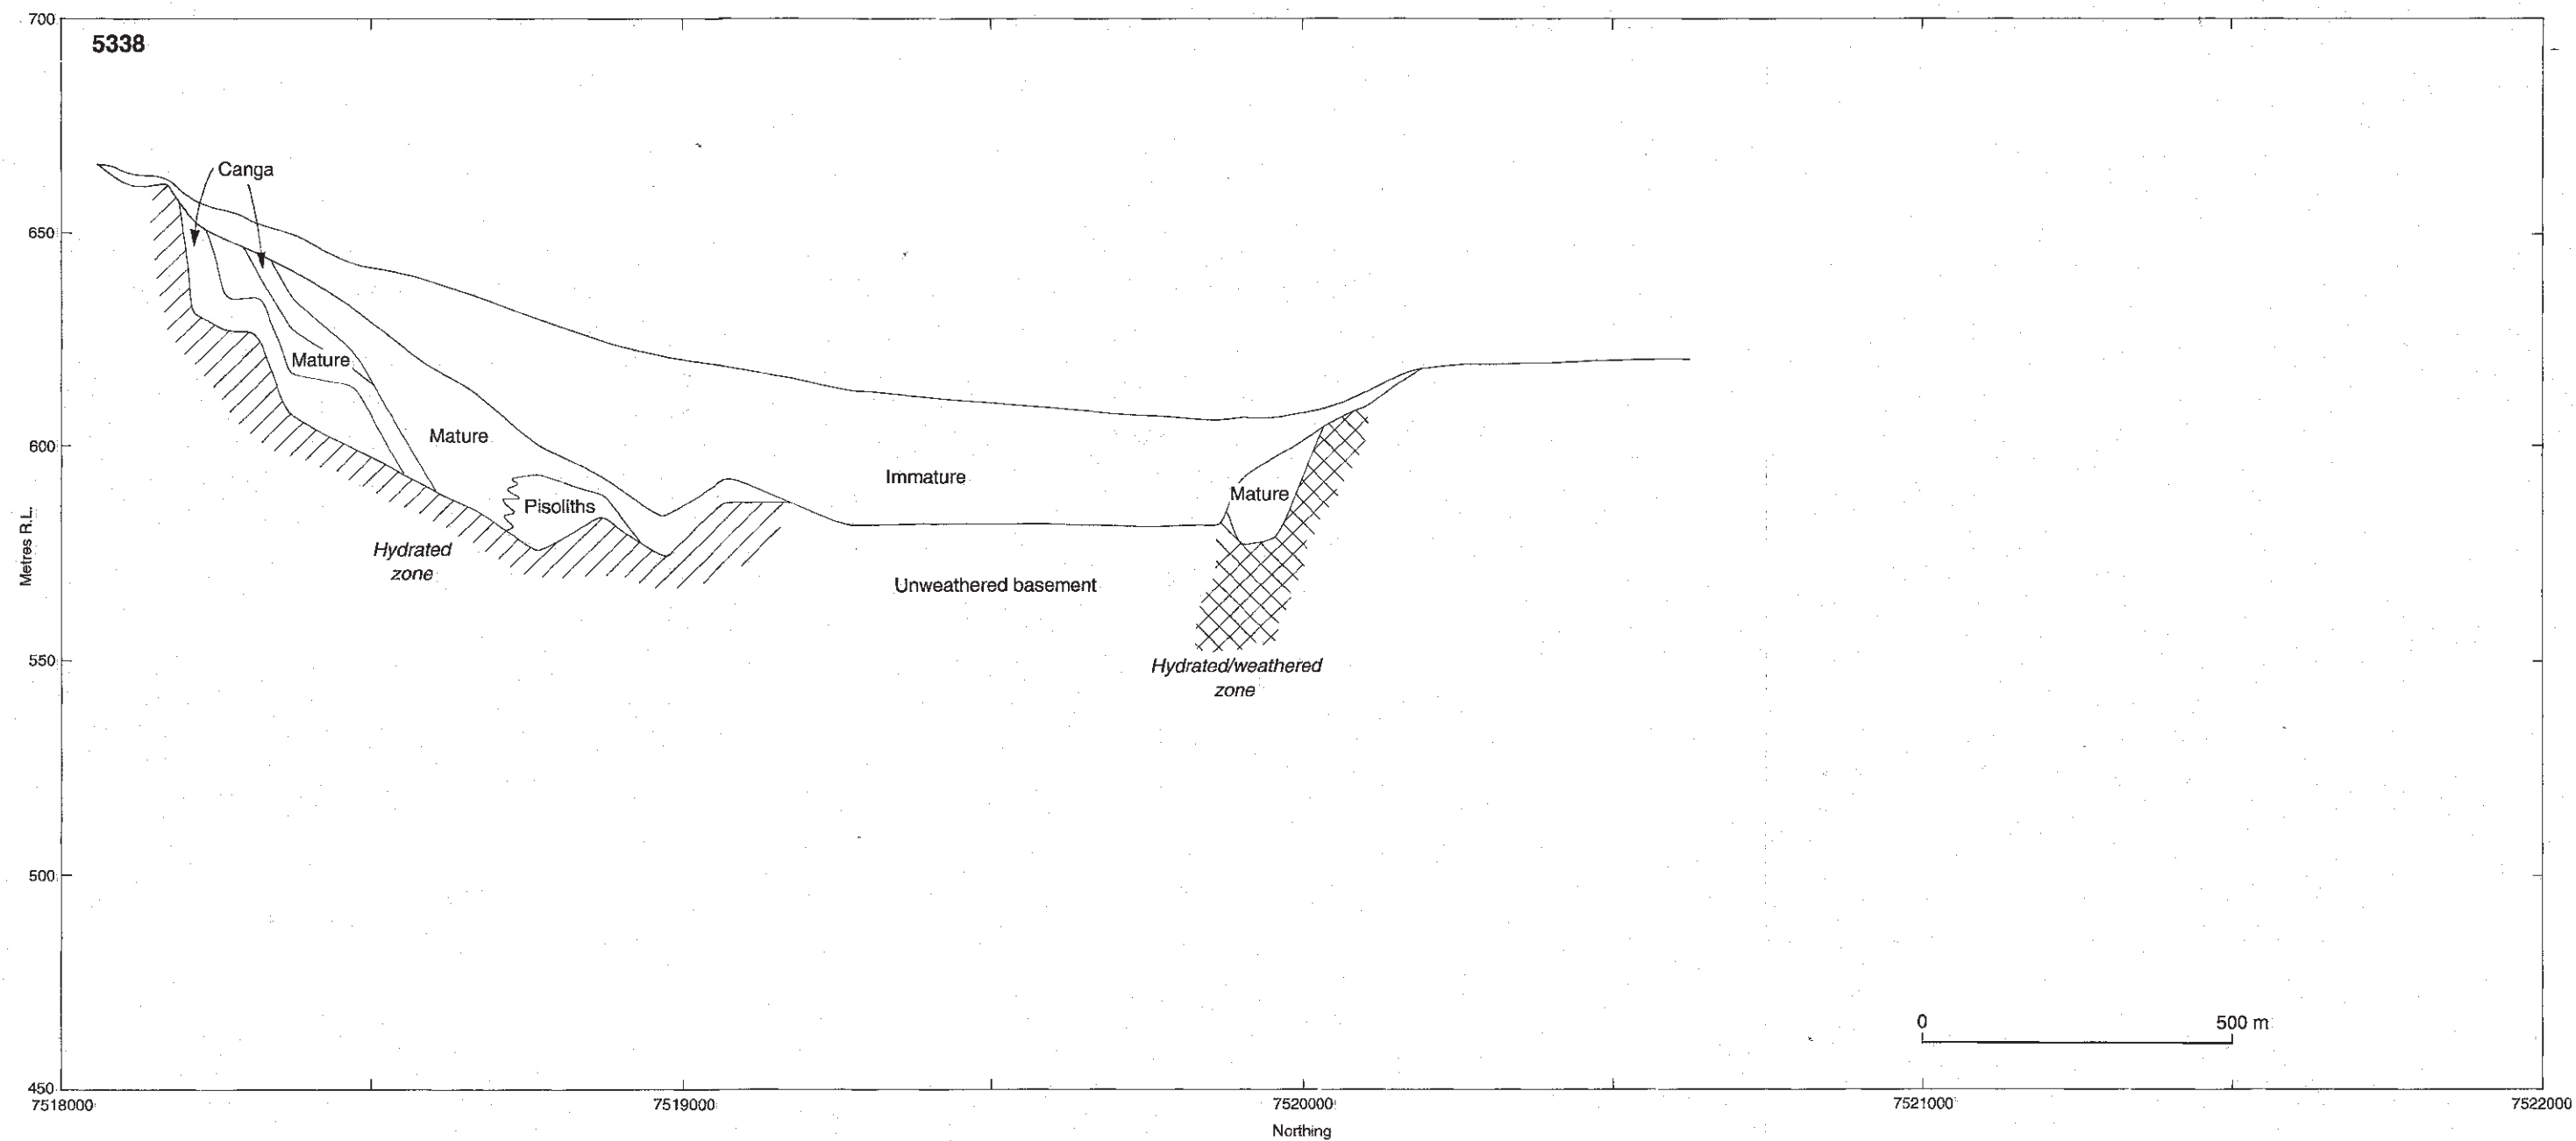 700
5338
Canga
650
Mature
Mature
600
Immature
Mature
Pisoliths
Metres R.L.
Hydrated
zone
Unweathered basement
550
Hydrated/weathered
zone
500
0 500 m
450
7518000 7519000 7520000 7521000 7522000
Northing